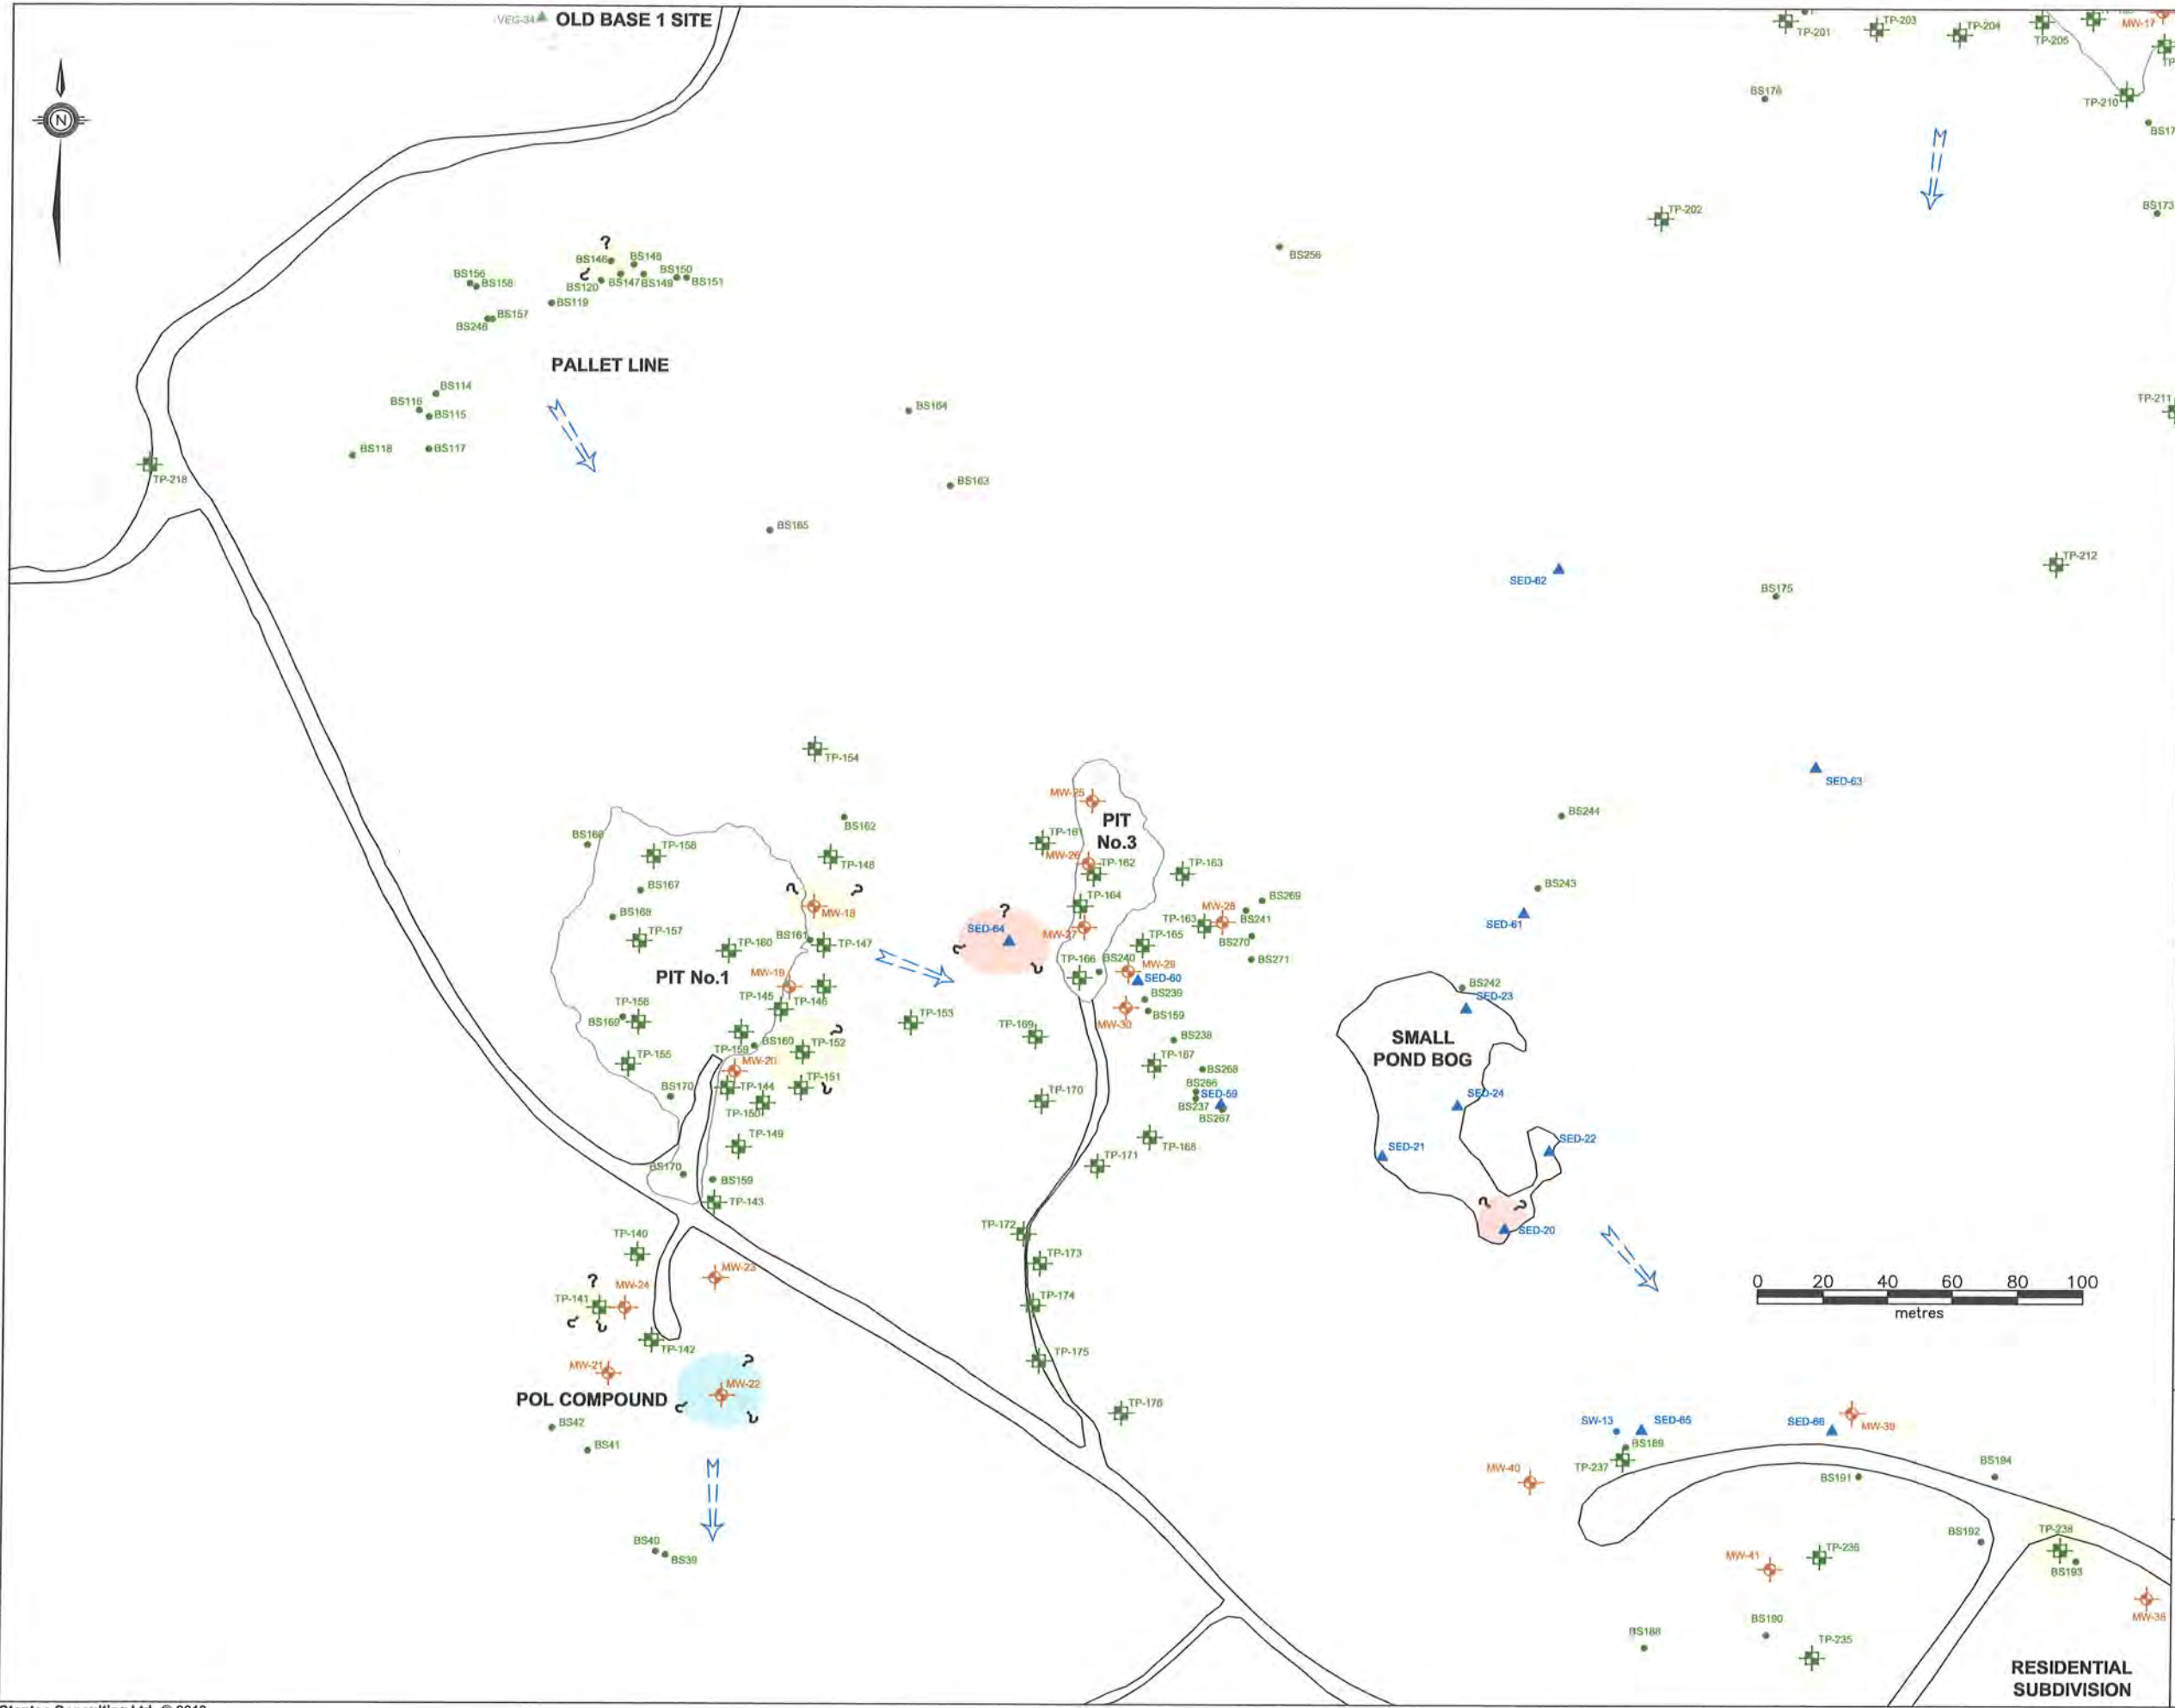 VEG-34 OLD BASE 1 SITE
TP-201
TP-203
TP-204
TP-205
MW-17
N
BS176
TP-210
TP-202
BS173
BS256
BS146
BS148
BS156
BS158
BS120
BS147
BS149
BS150
BS151
BS119
BS157
BS248
PALLET LINE
BS114
BS116
BS115
BS164
TP-211
BS118
BS117
TP-218
BS163
BS165
TP-212
SED-62
BS175
TP-154
SED-63
MW-25
PIT
No.3
BS244
BS162
TP-161
TP-158
TP-148
MW-26
TP-162
TP-163
BS167
BS243
BS269
TP-164
MW-28
MW-18
BS168
TP-163
BS241
SED-61
SED-64
MW-27
TP-157
TP-160
BS161
TP-147
TP-165
BS270
BS271
PIT No.1
MW-19
TP-166
BS240
MW-29
SED-60
BS242
SED-23
TP-145
TP-146
BS239
BS159
TP-156
BS169
TP-153
TP-169
MW-30
BS238
SMALL
POND BOG
TP-159
BS160
TP-152
TP-155
MW-20
TP-167
BS268
TP-151
BS170
TP-144
TP-150
TP-170
BS266
SED-59
BS237
BS267
SED-24
TP-149
TP-168
SED-22
SED-21
TP-171
BS170
BS159
TP-143
TP-172
SED-20
TP-140
TP-173
MW-23
MW-24
TP-141
TP-174
0 20 40 60 80 100
metres
TP-142
TP-175
MW-21
MW-22
POL COMPOUND
TP-176
BS42
BS41
SW-13
SED-65
SED-66
MW-39
BS189
TP-237
MW-40
BS191
BS194
BS40
BS39
BS192
TP-238
TP-236
MW-41
BS193
MW-38
BS190
BS188
TP-235
RESIDENTIAL
SUBDIVISION